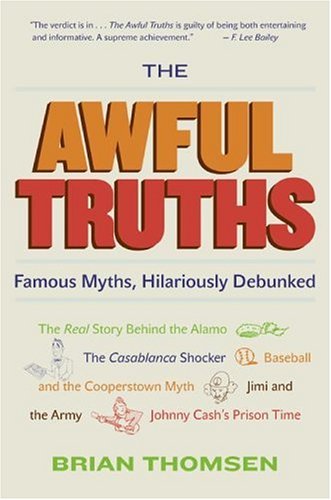 "The verdict is in . . . The Awful Truths is guilty of being both entertaining
and informative. A supreme achievement." – F. Lee Bailey
THE
AWFUL
TRUTHS
Famous Myths, Hilariously Debunked
The Real Story Behind the Alamo
The Casablanca Shocker Baseball
and the Cooperstown Myth Jimi and
the Army Johnny Cash's Prison Time
BRIAN THOMSEN